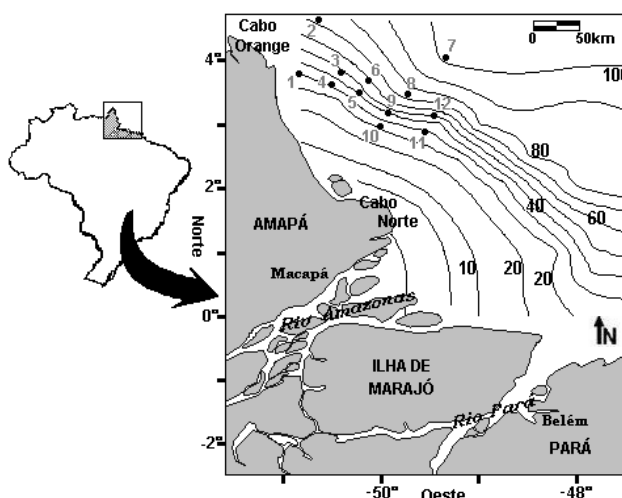 Cabo
Orange
0 50km
4°
2°
0°
-2°
Norte
1
2
3
4
5
6
7
8
9
10
11
12
100
80
60
40
20
20
10
Cabo
Norte
AMAPÁ
Macapá
Rio Amazonas
N
ILHA DE
MARAJÓ
Rio Pará
Belém
PARÁ
-50°
-48°
Oeste